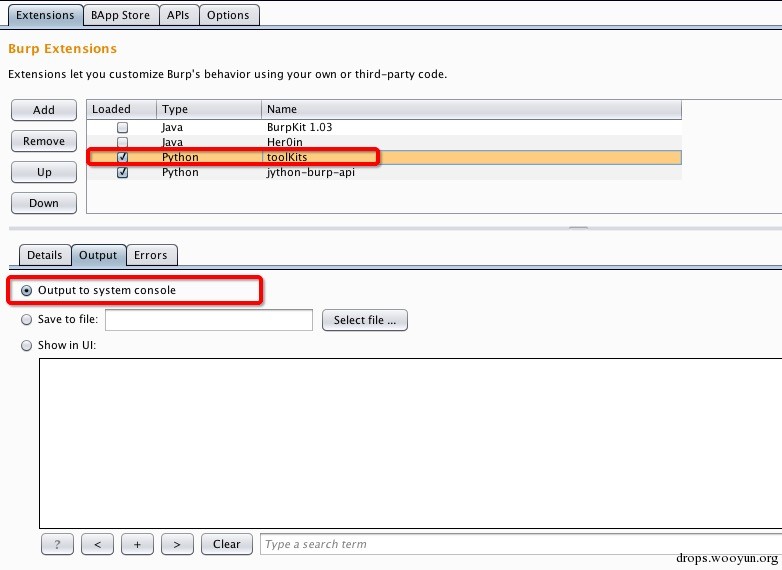 Extensions BApp Store APIs Options
Burp Extensions
Extensions let you customize Burp's behavior using your own or third-party code.
Add
Remove
Up
Down
Loaded Type Name
Java BurpKit 1.03
Java Her0in
Python toolKits
Python jython-burp-api
Details Output Errors
Output to system console
Save to file: Select file ...
Show in UI:
? < + > Clear Type a search term
drops.wooyun.org